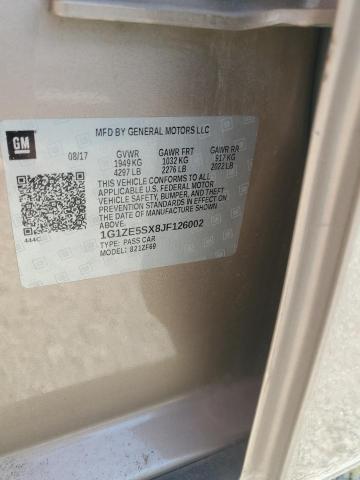 GM
MFD BY GENERAL MOTORS LLC
08/17 GVWR GAWR FRT GAWR RR
1949 KG 1032 KG 917 KG
4297 LB 2276 LB 2022 LB
THIS VEHICLE CONFORMS TO ALL
APPLICABLE U.S. FEDERAL MOTOR
VEHICLE SAFETY, BUMPER, AND THEFT
PREVENTION STANDARDS IN EFFECT ON
THE DATE OF MANUFACTURE SHOWN
ABOVE.
444C
1G1ZE5SX8JF126002
TYPE: PASS CAR
MODEL: 821ZF69